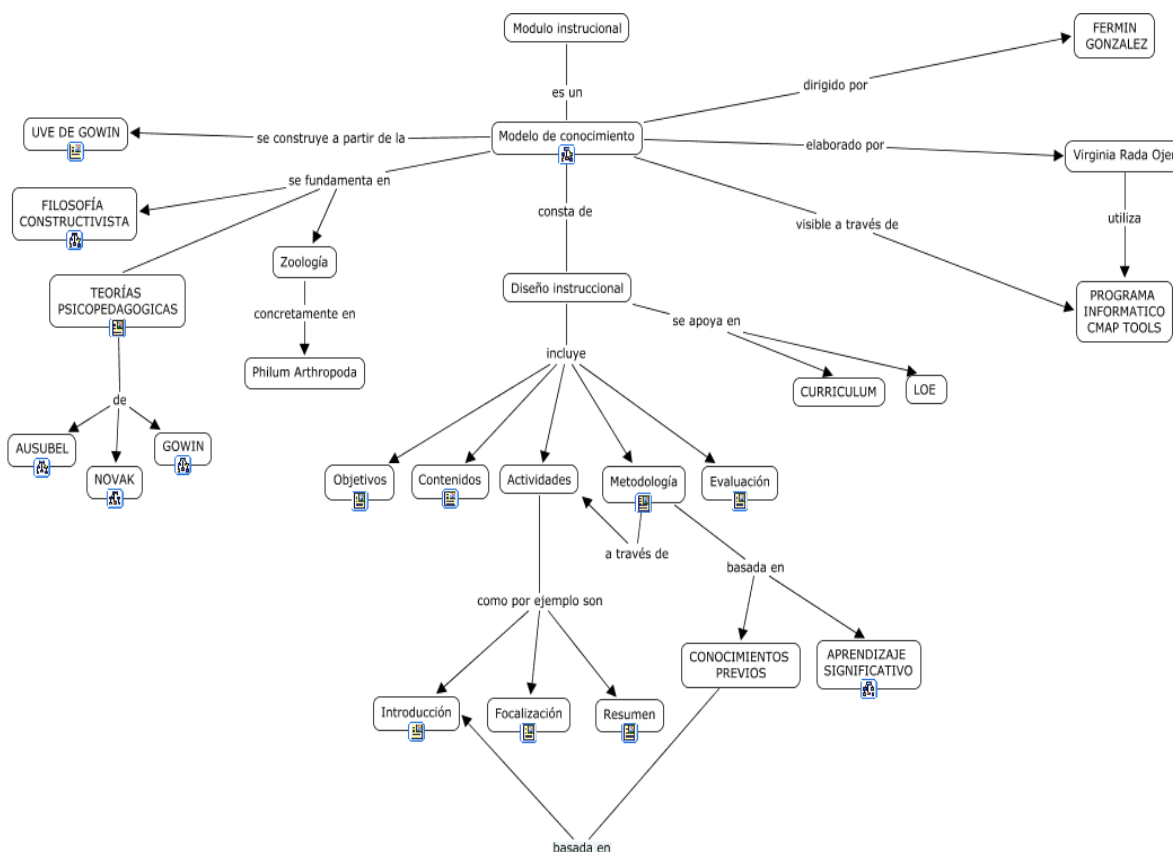 Modulo instrucional
FERMIN
GONZALEZ
es un
dirigido por
UVE DE GOWIN
se construye a partir de la
Modelo de conocimiento
elaborado por
Virginia Rada Ojer
se fundamenta en
FILOSOFÍA
CONSTRUCTIVISTA
consta de
visible a través de
utiliza
Zoología
TEORÍAS
PSICOPEDAGOGICAS
Diseño instruccional
PROGRAMA
INFORMATICO
CMAP TOOLS
concretamente en
se apoya en
incluye
Philum Arthropoda
CURRICULUM
LOE
de
AUSUBEL
NOVAK
GOWIN
Objetivos
Contenidos
Actividades
Metodología
Evaluación
a través de
basada en
como por ejemplo son
CONOCIMIENTOS
PREVIOS
APRENDIZAJE
SIGNIFICATIVO
Introducción
Focalización
Resumen
basada en